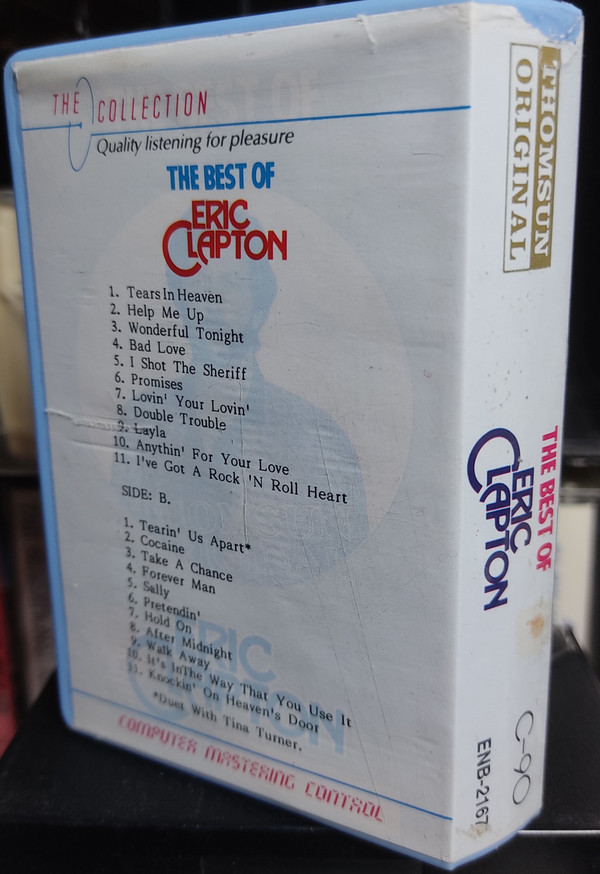 THE COLLECTION
Quality listening for pleasure
THE BEST OF
ERIC
CLAPTON
1. Tears In Heaven
2. Help Me Up
3. Wonderful Tonight
4. Bad Love
5. I Shot The Sheriff
6. Promises
7. Lovin' Your Lovin'
8. Double Trouble
9. Layla
10. Anythin' For Your Love
11. I've Got A Rock 'N Roll Heart
SIDE: B.
1. Tearin' Us Apart*
2. Cocaine
3. Take A Chance
4. Forever Man
5. Sally
6. Pretendin'
7. Hold On
8. After Midnight
9. Walk Away
10. It's InThe Way That You Use It
11. Knockin' On Heaven's Door
*Duet With Tina Turner.
COMPUTER MASTERING CONTROL
THOMSUN
ORIGINAL
THE BEST OF
ERIC
CLAPTON
C-90
ENB-2167